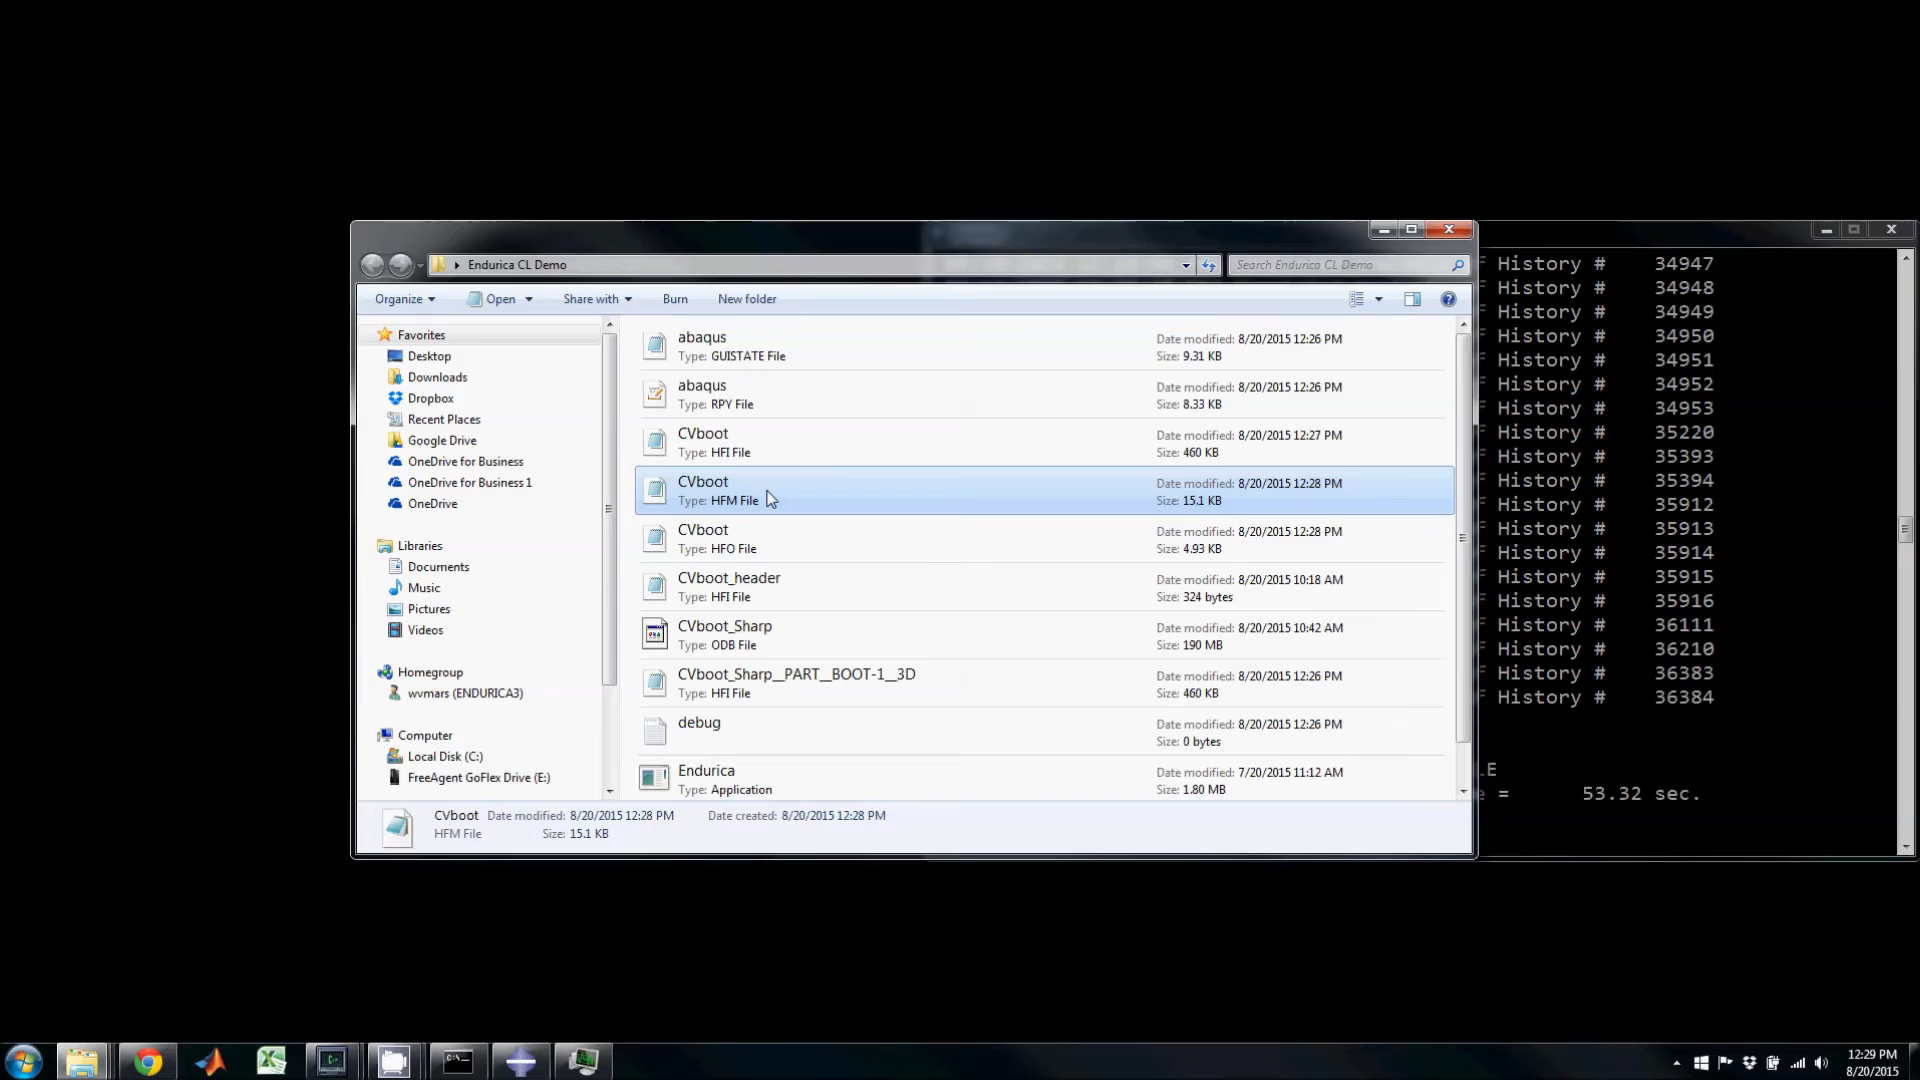 Endurica CL Demo
Search Endurica CL Demo
Organize
Open
Share with
Burn
New folder
Favorites
Desktop
Downloads
Dropbox
Recent Places
Google Drive
OneDrive for Business
OneDrive for Business 1
OneDrive
Libraries
Documents
Music
Pictures
Videos
Homegroup
wvmars (ENDURICA3)
Computer
Local Disk (C:)
FreeAgent GoFlex Drive (E:)
abaqus
Date modified: 8/20/2015 12:26 PM
Type: GUISTATE File
Size: 9.31 KB
abaqus
Date modified: 8/20/2015 12:26 PM
Type: RPY File
Size: 8.33 KB
CVboot
Date modified: 8/20/2015 12:27 PM
Type: HFI File
Size: 460 KB
CVboot
Date modified: 8/20/2015 12:28 PM
Type: HFM File
Size: 15.1 KB
CVboot
Date modified: 8/20/2015 12:28 PM
Type: HFO File
Size: 4.93 KB
CVboot_header
Date modified: 8/20/2015 10:18 AM
Type: HFI File
Size: 324 bytes
CVboot_Sharp
Date modified: 8/20/2015 10:42 AM
Type: ODB File
Size: 190 MB
CVboot_Sharp__PART__BOOT-1__3D
Date modified: 8/20/2015 12:26 PM
Type: HFI File
Size: 460 KB
debug
Date modified: 8/20/2015 12:26 PM
Size: 0 bytes
Endurica
Date modified: 7/20/2015 11:12 AM
Type: Application
Size: 1.80 MB
CVboot Date modified: 8/20/2015 12:28 PM Date created: 8/20/2015 12:28 PM
HFM File Size: 15.1 KB
History # 34947
History # 34948
History # 34949
History # 34950
History # 34951
History # 34952
History # 34953
History # 35220
History # 35393
History # 35394
History # 35912
History # 35913
History # 35914
History # 35915
History # 35916
History # 36111
History # 36210
History # 36383
History # 36384
= 53.32 sec.
12:29 PM
8/20/2015